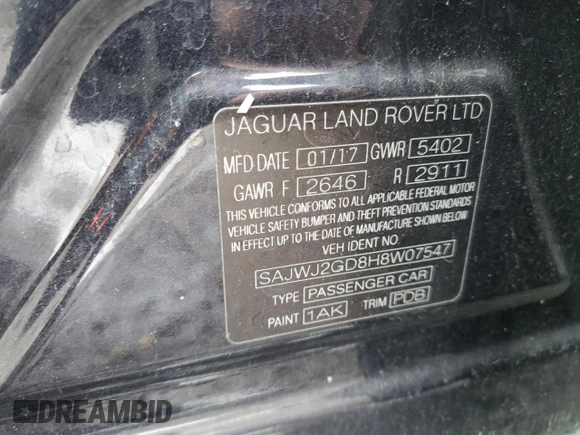 JAGUAR LAND ROVER LTD
MFD DATE 01/17 GVWR 5402
GAWR F 2646 R 2911
THIS VEHICLE CONFORMS TO ALL APPLICABLE FEDERAL MOTOR
VEHICLE SAFETY BUMPER AND THEFT PREVENTION STANDARDS
IN EFFECT UP TO THE DATE OF MANUFACTURE SHOWN BELOW
VEH IDENT NO
SAJWJ2GD8H8W07547
TYPE PASSENGER CAR
PAINT 1AK TRIM PDB
DREAMBID